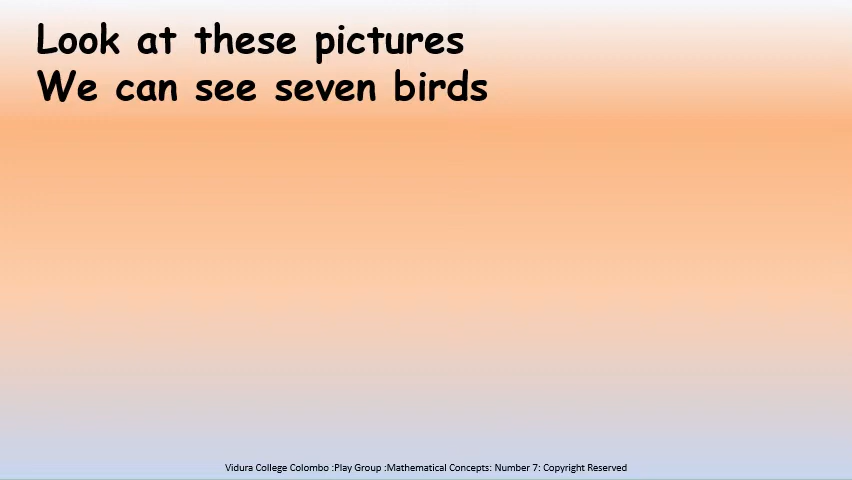 Look at these pictures
We can see seven birds
Vidura College Colombo :Play Group :Mathematical Concepts: Number 7: Copyright Reserved